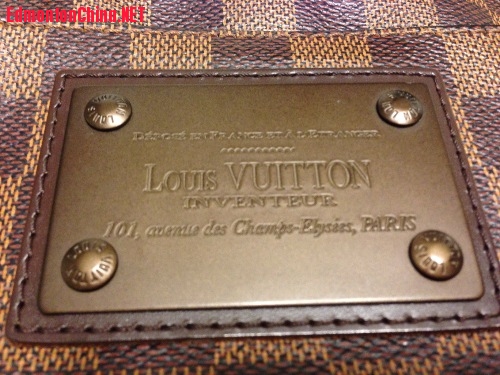 EdmontonChina.NET
DÉPOSÉ EN FRANCE ET À L'ETRANGER
LOUIS VUITTON
INVENTEUR
101, avenue des Champs-Elysées, PARIS